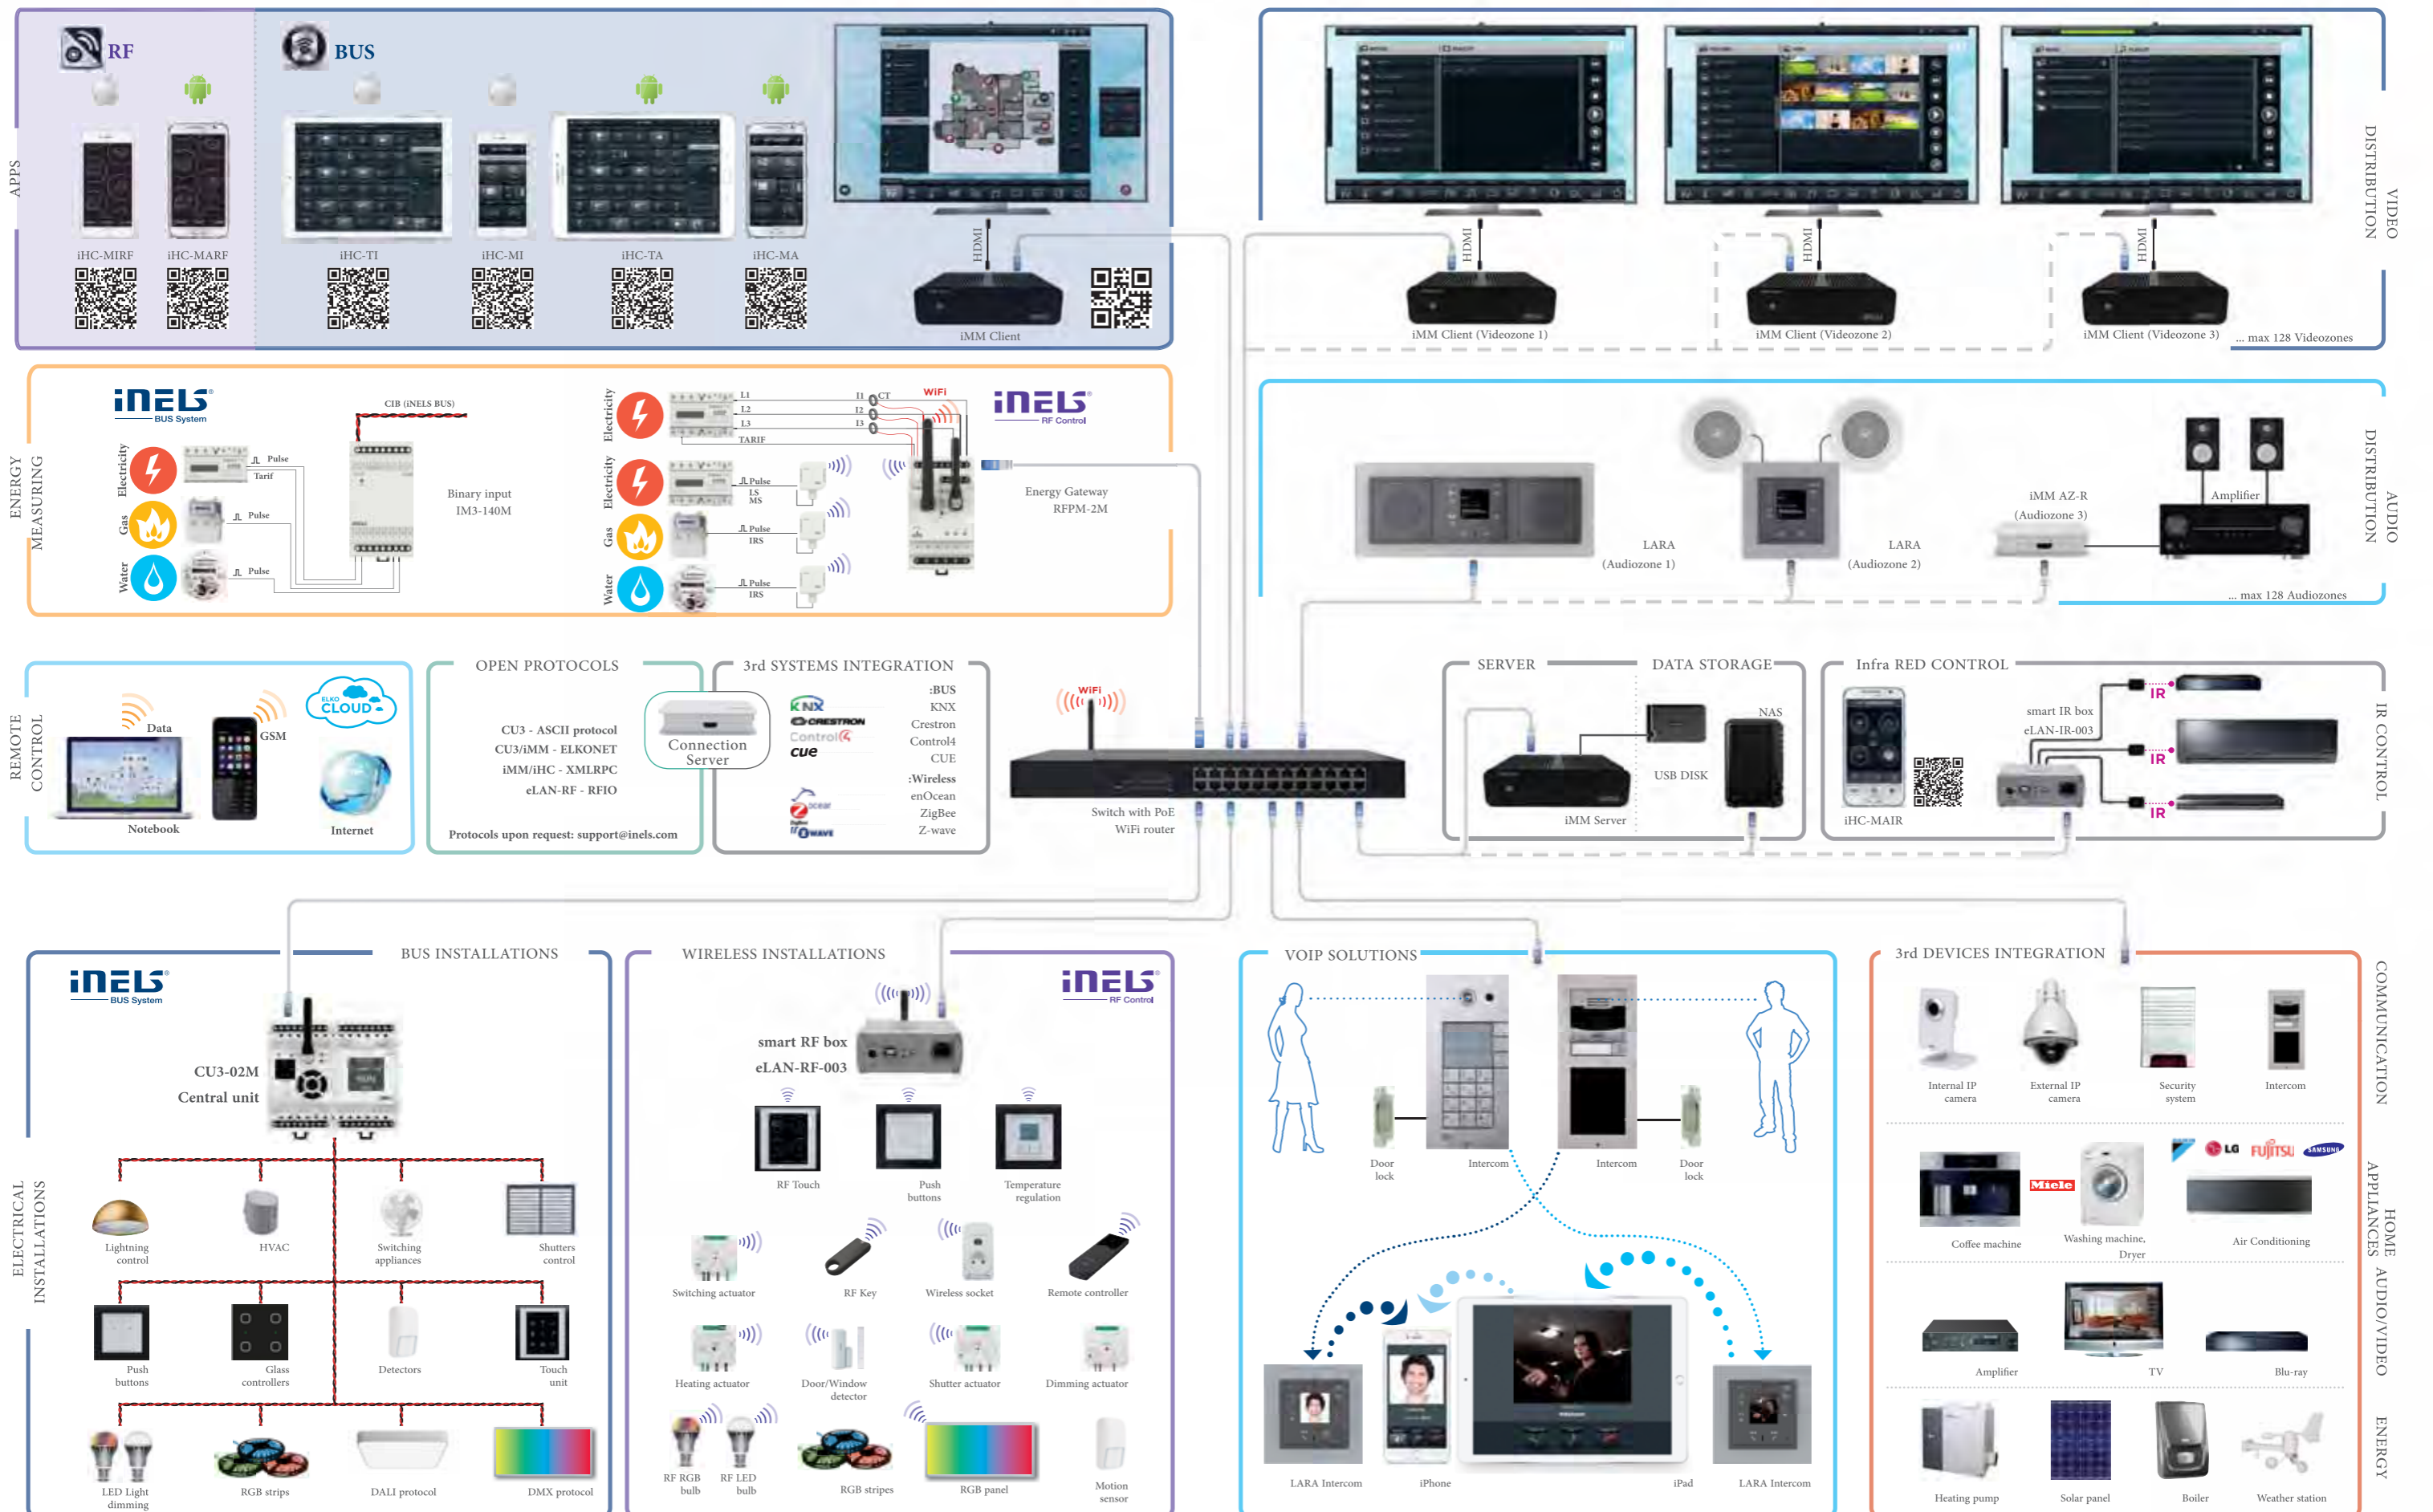 APPS
RF
BUS
iHC-MIRF
iHC-MARF
iHC-TI
iHC-MI
iHC-TA
iHC-MA
HDMI
iMM Client
VIDEO
DISTRIBUTION
HDMI
HDMI
HDMI
iMM Client (Videozone 1)
iMM Client (Videozone 2)
iMM Client (Videozone 3)
... max 128 Videozones
ENERGY
MEASURING
iNELS®
BUS System
CIB (iNELS BUS)
Electricity
Pulse
Tarif
Gas
Pulse
Water
Pulse
Binary input
IM3-140M
Electricity
L1
L2
L3
TARIF
I1
I2
I3
CT
WiFi
iNELS®
RF Control
Electricity
Pulse
LS
MS
Gas
Pulse
IRS
Water
Pulse
IRS
Energy Gateway
RFPM-2M
AUDIO
DISTRIBUTION
LARA
(Audiozone 1)
LARA
(Audiozone 2)
iMM AZ-R
(Audiozone 3)
Amplifier
... max 128 Audiozones
REMOTE
CONTROL
Data
GSM
ELKO
CLOUD
Notebook
Internet
OPEN PROTOCOLS
CU3 - ASCII protocol
CU3/iMM - ELKONET
iMM/iHC - XMLRPC
eLAN-RF - RFIO
Protocols upon request: support@inels.com
Connection
Server
3rd SYSTEMS INTEGRATION
KNX
CRESTRON
Control4
cue
:BUS
KNX
Crestron
Control4
CUE
:Wireless
enOcean
ZigBee
Z-wave
WiFi
Switch with PoE
WiFi router
SERVER
DATA STORAGE
NAS
USB DISK
iMM Server
Infra RED CONTROL
smart IR box
eLAN-IR-003
iHC-MAIR
IR
IR
IR
IR CONTROL
ELECTRICAL
INSTALLATIONS
BUS INSTALLATIONS
iNELS®
BUS System
CU3-02M
Central unit
Lightning
control
HVAC
Switching
appliances
Shutters
control
Push
buttons
Glass
controllers
Detectors
Touch
unit
LED Light
dimming
RGB strips
DALI protocol
DMX protocol
WIRELESS INSTALLATIONS
iNELS®
RF Control
smart RF box
eLAN-RF-003
RF Touch
Push
buttons
Temperature
regulation
Switching actuator
RF Key
Wireless socket
Remote controller
Heating actuator
Door/Window
detector
Shutter actuator
Dimming actuator
RF RGB
bulb
RF LED
bulb
RGB stripes
RGB panel
Motion
sensor
VOIP SOLUTIONS
Door
lock
Intercom
Intercom
Door
lock
LARA Intercom
iPhone
iPad
LARA Intercom
3rd DEVICES INTEGRATION
COMMUNICATION
Internal IP
camera
External IP
camera
Security
system
Intercom
HOME
APPLIANCES
Miele
LG
FUJITSU
SAMSUNG
Coffee machine
Washing machine,
Dryer
Air Conditioning
AUDIO/VIDEO
Amplifier
TV
Blu-ray
ENERGY
Heating pump
Solar panel
Boiler
Weather station